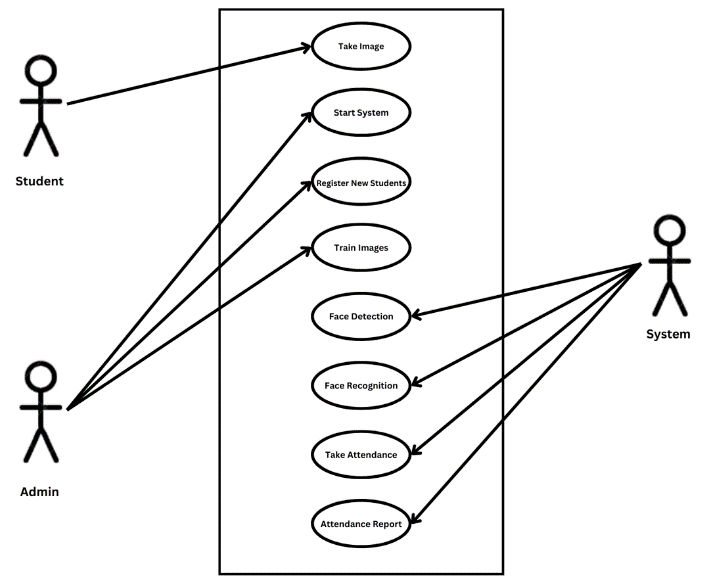 Take Image
Start System
Student
Register New Students
Train Images
Face Detection
System
Face Recognition
Take Attendance
Admin
Attendance Report